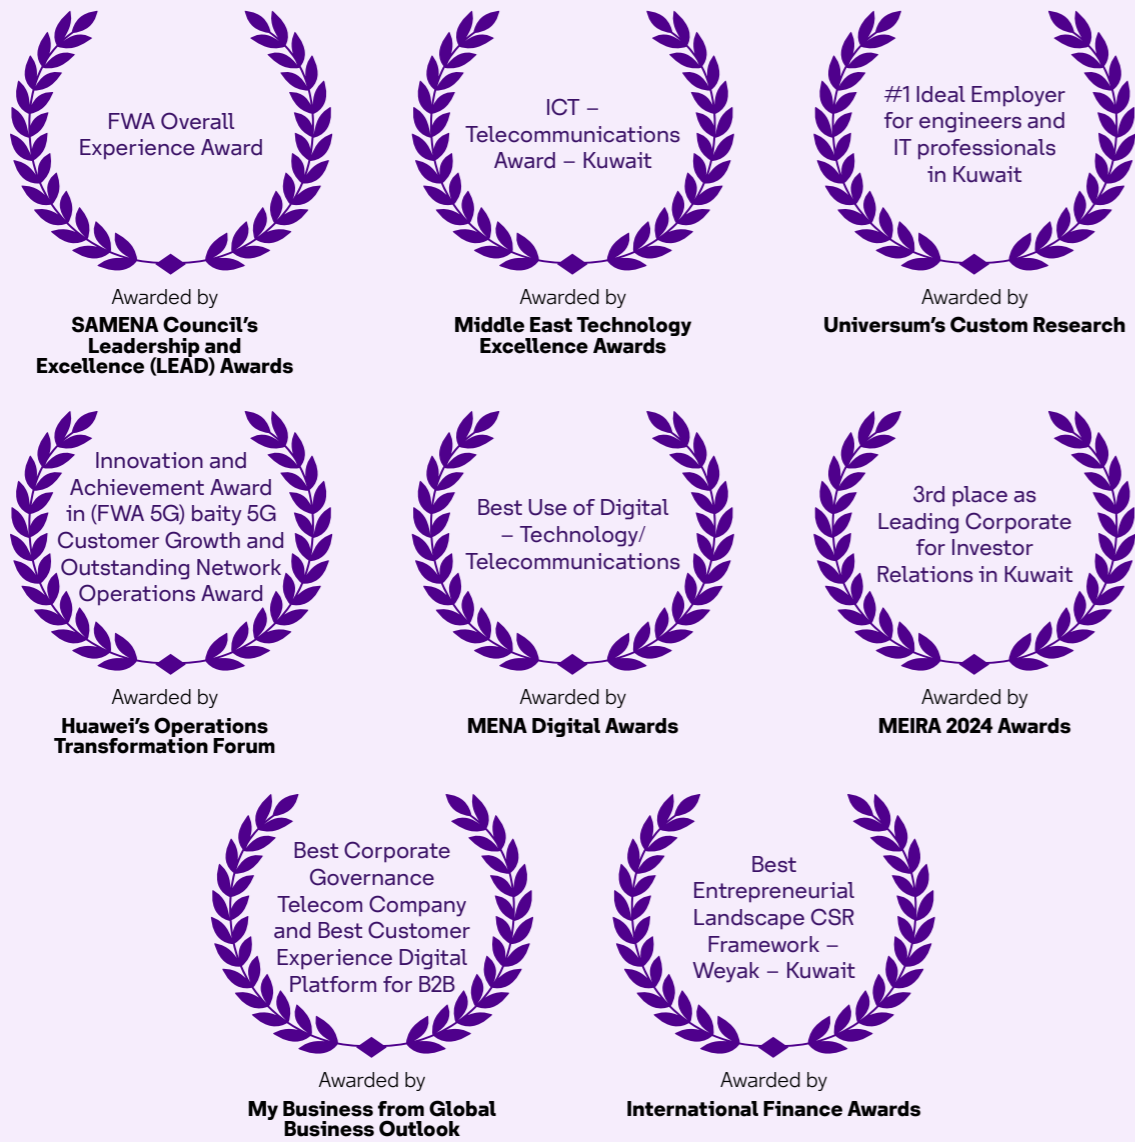 FWA Overall
Experience Award
Awarded by
SAMENA Council’s
Leadership and
Excellence (LEAD) Awards
ICT –
Telecommunications
Award – Kuwait
Awarded by
Middle East Technology
Excellence Awards
#1 Ideal Employer
for engineers and
IT professionals
in Kuwait
Awarded by
Universum’s Custom Research
Innovation and
Achievement Award
in (FWA 5G) baity 5G
Customer Growth and
Outstanding Network
Operations Award
Awarded by
Huawei’s Operations
Transformation Forum
Best Use of Digital
– Technology/
Telecommunications
Awarded by
MENA Digital Awards
3rd place as
Leading Corporate
for Investor
Relations in Kuwait
Awarded by
MEIRA 2024 Awards
Best Corporate
Governance
Telecom Company
and Best Customer
Experience Digital
Platform for B2B
Awarded by
My Business from Global
Business Outlook
Best
Entrepreneurial
Landscape CSR
Framework –
Weyak – Kuwait
Awarded by
International Finance Awards